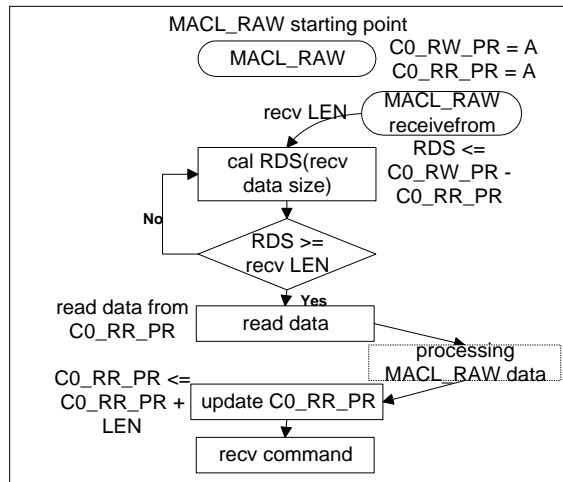 MACL_RAW starting point
MACL_RAW
C0_RW_PR = A
C0_RR_PR = A
recv LEN
MACL_RAW
receivefrom
cal RDS(recv
data size)
RDS <=
C0_RW_PR -
C0_RR_PR
No
RDS >=
recv LEN
Yes
read data from
C0_RR_PR
read data
processing
MACL_RAW data
C0_RR_PR <=
C0_RR_PR +
LEN
update C0_RR_PR
recv command